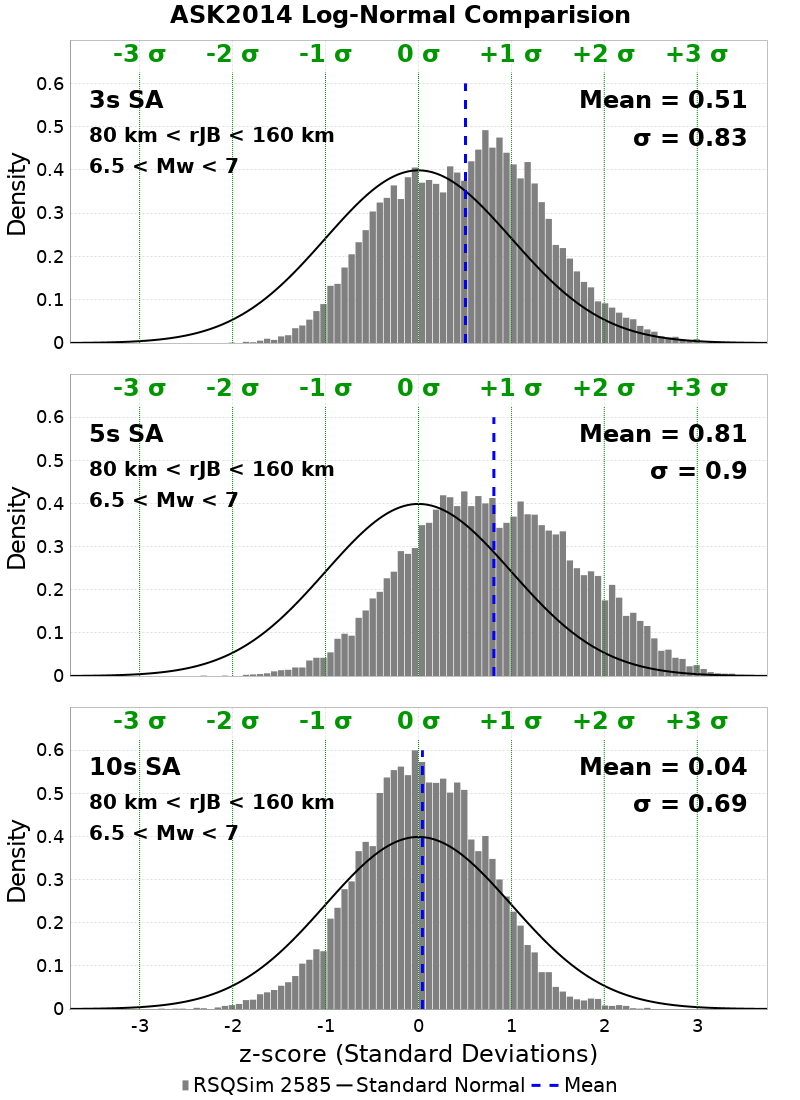 ASK2014 Log-Normal Comparision
-3 σ -2 σ -1 σ 0 σ +1 σ +2 σ +3 σ
0.6
3s SA Mean = 0.51
0.5
80 km < rJB < 160 km σ = 0.83
6.5 < Mw < 7
0.4
Density
0.3
0.2
0.1
0
-3 σ -2 σ -1 σ 0 σ +1 σ +2 σ +3 σ
0.6
5s SA Mean = 0.81
0.5
80 km < rJB < 160 km σ = 0.9
6.5 < Mw < 7
0.4
Density
0.3
0.2
0.1
0
-3 σ -2 σ -1 σ 0 σ +1 σ +2 σ +3 σ
0.6
10s SA Mean = 0.04
0.5
80 km < rJB < 160 km σ = 0.69
6.5 < Mw < 7
0.4
Density
0.3
0.2
0.1
0
-3 -2 -1 0 1 2 3
z-score (Standard Deviations)
RSQSim 2585 Standard Normal Mean